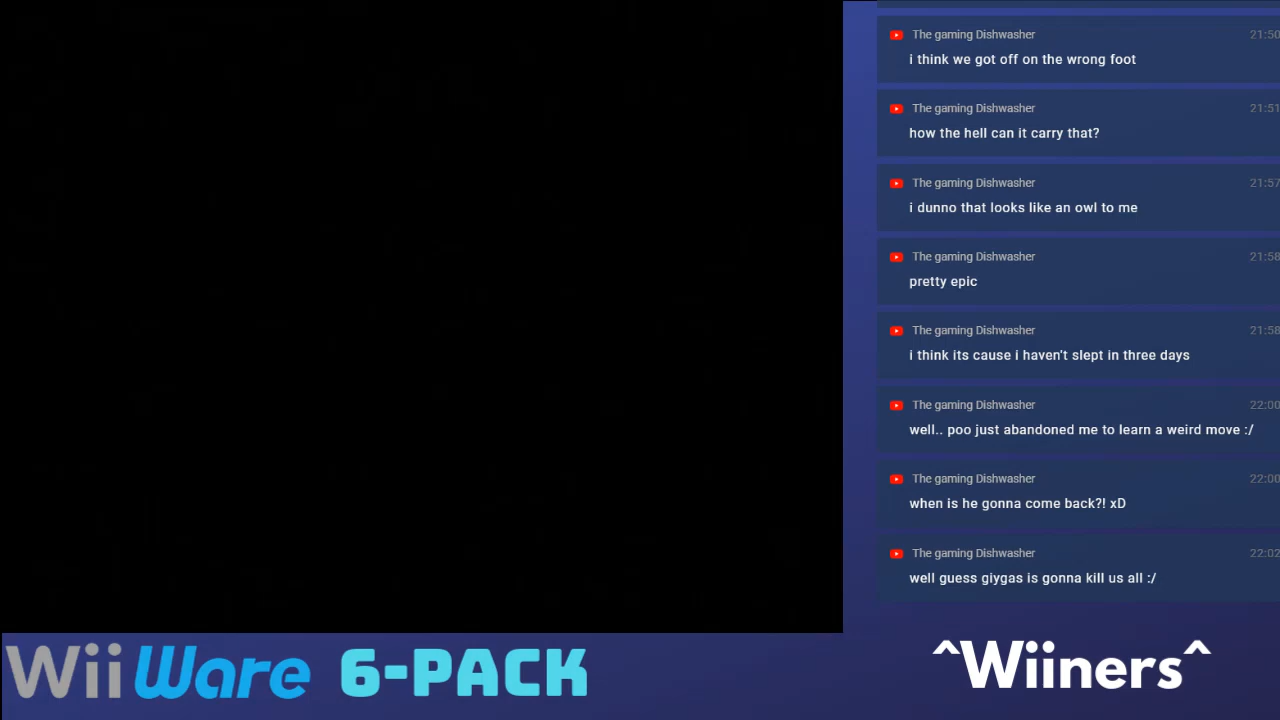 The gaming Dishwasher 21:50
i think we got off on the wrong foot
The gaming Dishwasher 21:51
how the hell can it carry that?
The gaming Dishwasher 21:57
i dunno that looks like an owl to me
The gaming Dishwasher 21:58
pretty epic
The gaming Dishwasher 21:58
i think its cause i haven't slept in three days
The gaming Dishwasher 22:00
well.. poo just abandoned me to learn a weird move :/
The gaming Dishwasher 22:00
when is he gonna come back?! xD
The gaming Dishwasher 22:02
well guess giygas is gonna kill us all :/
WiiWare 6-PACK
^Wiiners^